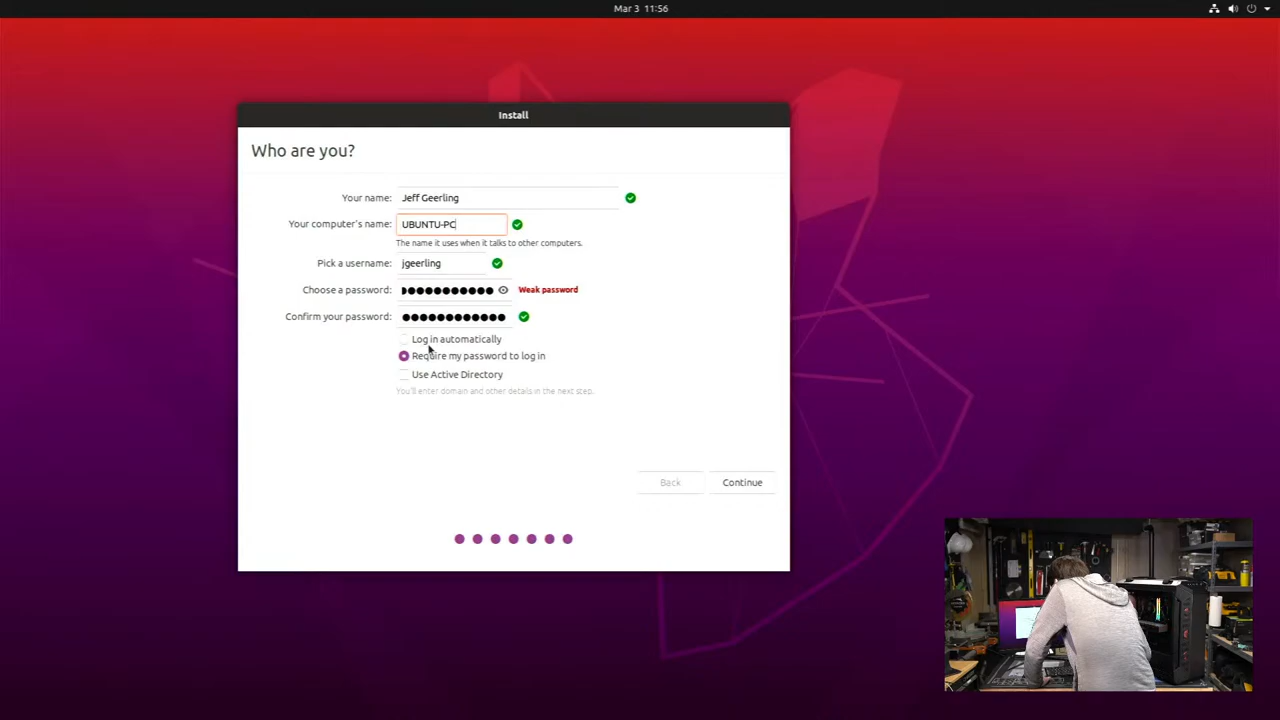 Mar 3 11:56
Install
Who are you?
Your name: Jeff Geerling
Your computer's name: UBUNTU-PC
The name it uses when it talks to other computers.
Pick a username: jgeerling
Choose a password: ●●●●●●●●●●● Weak password
Confirm your password: ●●●●●●●●●●●●
Log in automatically
Require my password to log in
Use Active Directory
You'll enter domain and other details in the next step.
Back Continue